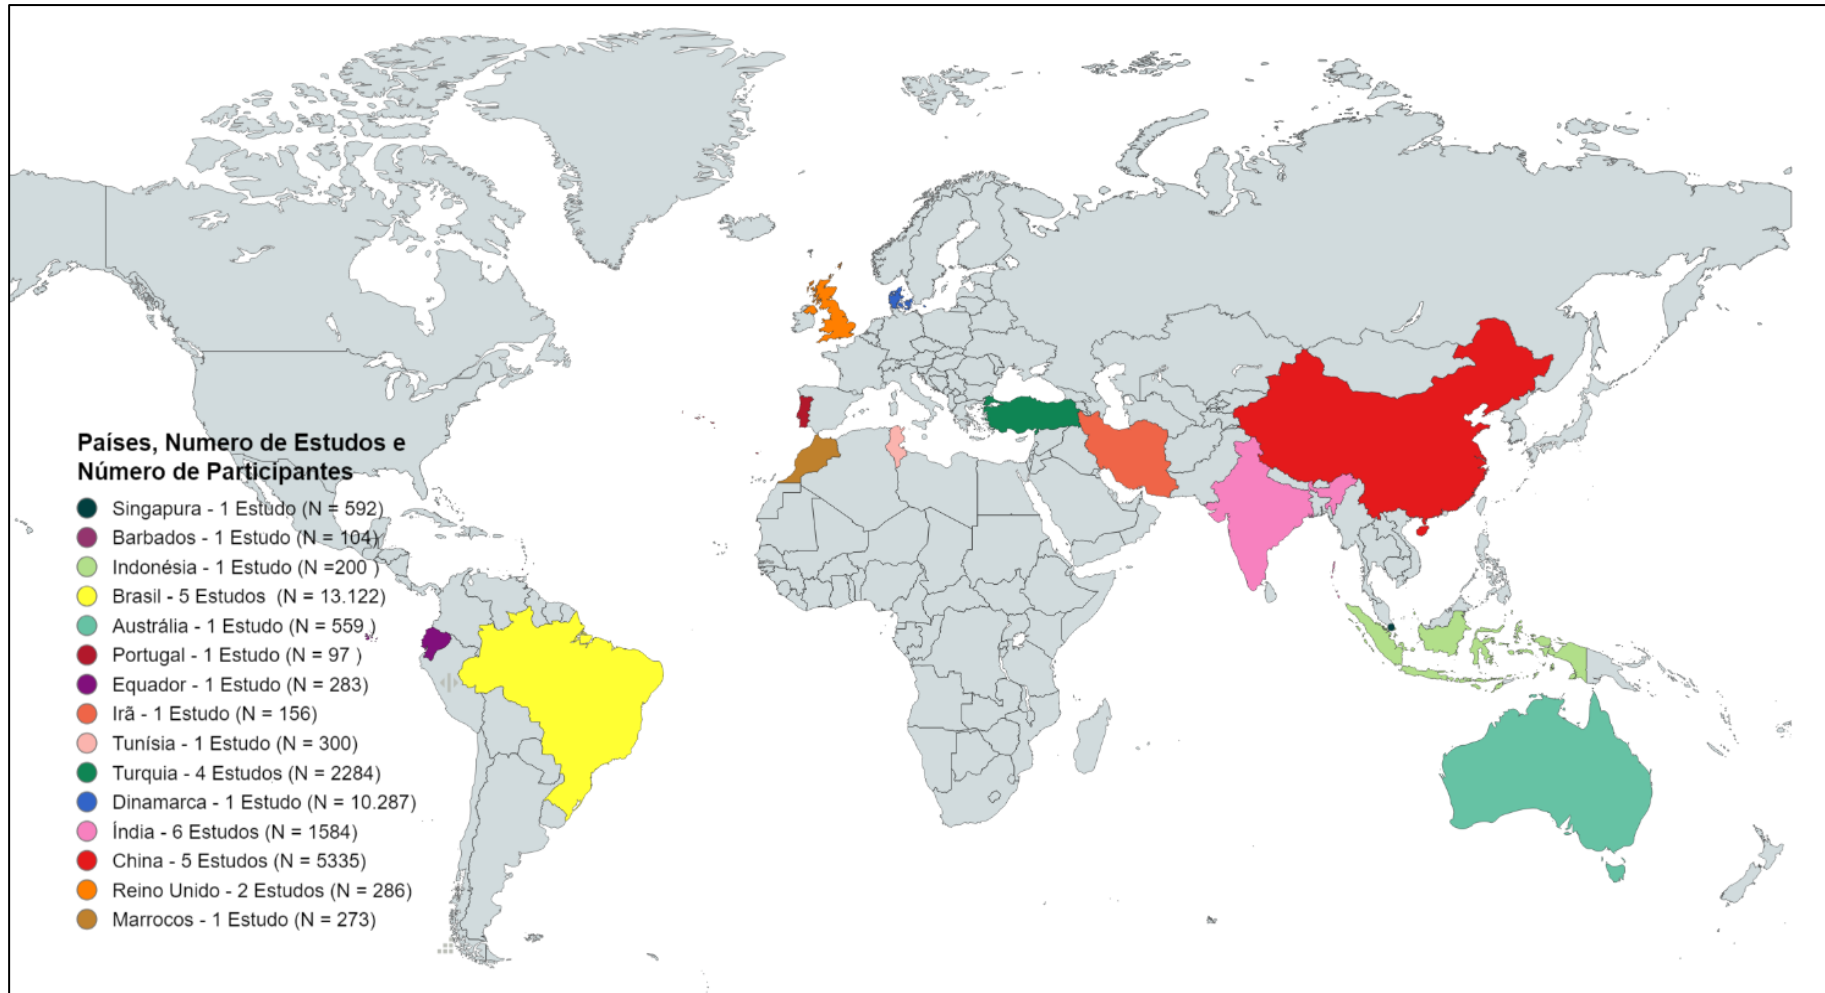 Países, Numero de Estudos e
Número de Participantes
Singapura - 1 Estudo (N = 592)
Barbados - 1 Estudo (N = 104)
Indonésia - 1 Estudo (N =200 )
Brasil - 5 Estudos  (N = 13.122)
Austrália - 1 Estudo (N = 559 )
Portugal - 1 Estudo (N = 97 )
Equador - 1 Estudo (N = 283)
Irã - 1 Estudo (N = 156)
Tunísia - 1 Estudo (N = 300)
Turquia - 4 Estudos (N = 2284)
Dinamarca - 1 Estudo (N = 10.287)
Índia - 6 Estudos (N = 1584)
China - 5 Estudos (N = 5335)
Reino Unido - 2 Estudos (N = 286)
Marrocos - 1 Estudo (N = 273)